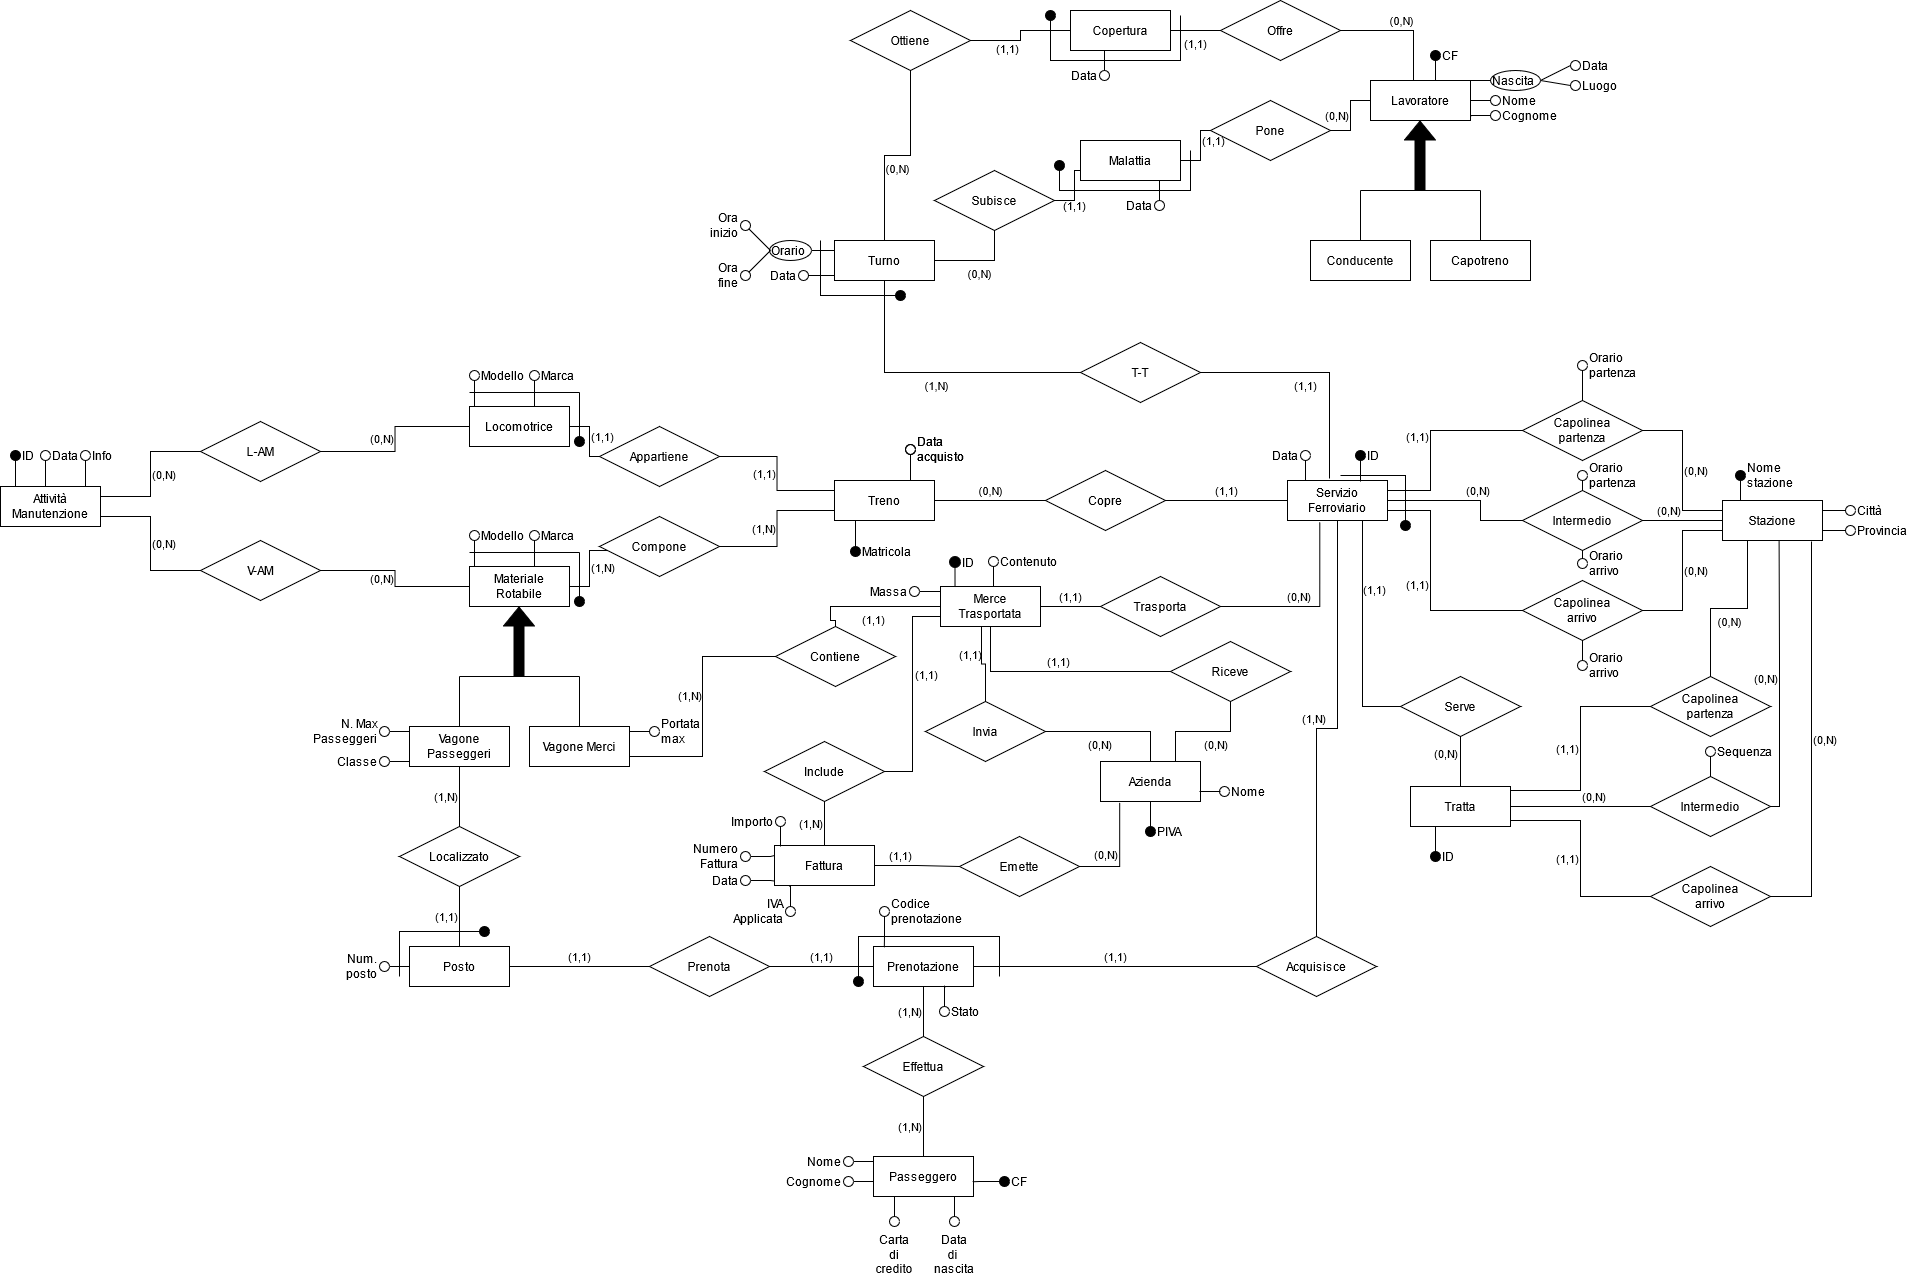 Ottiene
(1,1)
Copertura
(1,1)
Offre
(0,N)
Data
CF
Nascita
Data
Luogo
Lavoratore
Nome
Cognome
(0,N)
Malattia
(1,1)
Pone
(0,N)
Data
Subisce
(1,1)
Conducente
Capotreno
Ora
inizio
Orario
Ora
fine
Data
Turno
(0,N)
T-T
(1,N)
(1,1)
Modello
Marca
Locomotrice
(0,N)
(1,1)
L-AM
(0,N)
ID
Data
Info
Attività
Manutenzione
(0,N)
V-AM
(0,N)
Appartiene
(1,1)
Data
acquisto
Treno
Matricola
(0,N)
Copre
(1,1)
Modello
Marca
Materiale
Rotabile
(1,N)
Compone
(1,N)
Data
ID
Servizio
Ferroviario
Orario
partenza
Capolinea
partenza
(1,1)
(0,N)
Orario
partenza
(0,N)
Intermedio
(0,N)
Orario
arrivo
Nome
stazione
Stazione
Città
Provincia
(1,1)
Capolinea
arrivo
(0,N)
Orario
arrivo
ID
Contenuto
Massa
Merce
Trasportata
(1,1)
Trasporta
(0,N)
(1,1)
(1,1)
Contiene
(1,N)
(1,1)
(1,1)
(1,1)
Riceve
(0,N)
Invia
(0,N)
Azienda
Nome
PIVA
N. Max
Passeggeri
Classe
Vagone
Passeggeri
Vagone Merci
Portata
max
Include
(1,N)
Importo
Numero
Fattura
Data
Fattura
IVA
Applicata
(1,1)
Emette
(0,N)
Serve
(0,N)
Tratta
ID
(0,N)
Capolinea
partenza
(1,1)
(0,N)
Sequenza
(0,N)
Intermedio
(0,N)
(1,1)
Capolinea
arrivo
(1,N)
Localizzato
(1,1)
Num.
posto
Posto
(1,1)
Prenota
(1,1)
Codice
prenotazione
Prenotazione
Stato
(1,1)
Acquisisce
(1,N)
(1,N)
Effettua
(1,N)
Nome
Cognome
Passeggero
CF
Carta
di
credito
Data
di
nascita